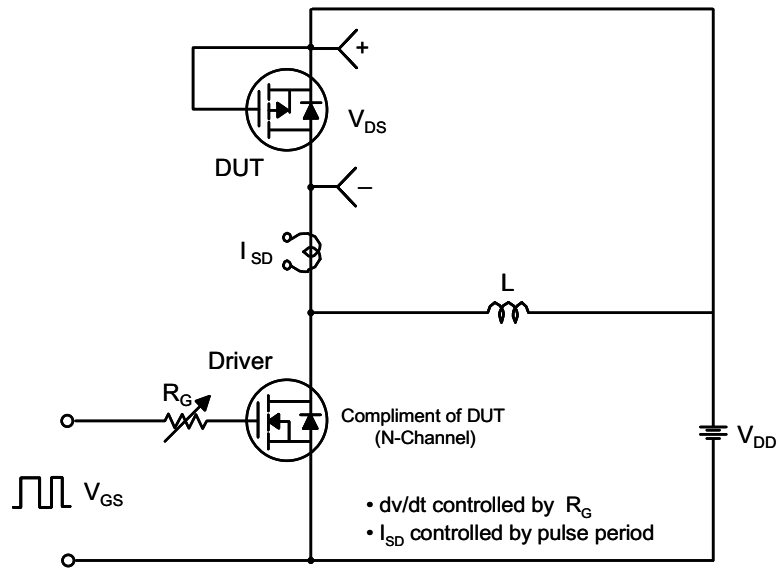 +
V_DS
DUT
–
I_SD
L
Driver
R_G
Compliment of DUT
(N-Channel)
V_DD
V_GS
• dv/dt controlled by R_G
• I_SD controlled by pulse period